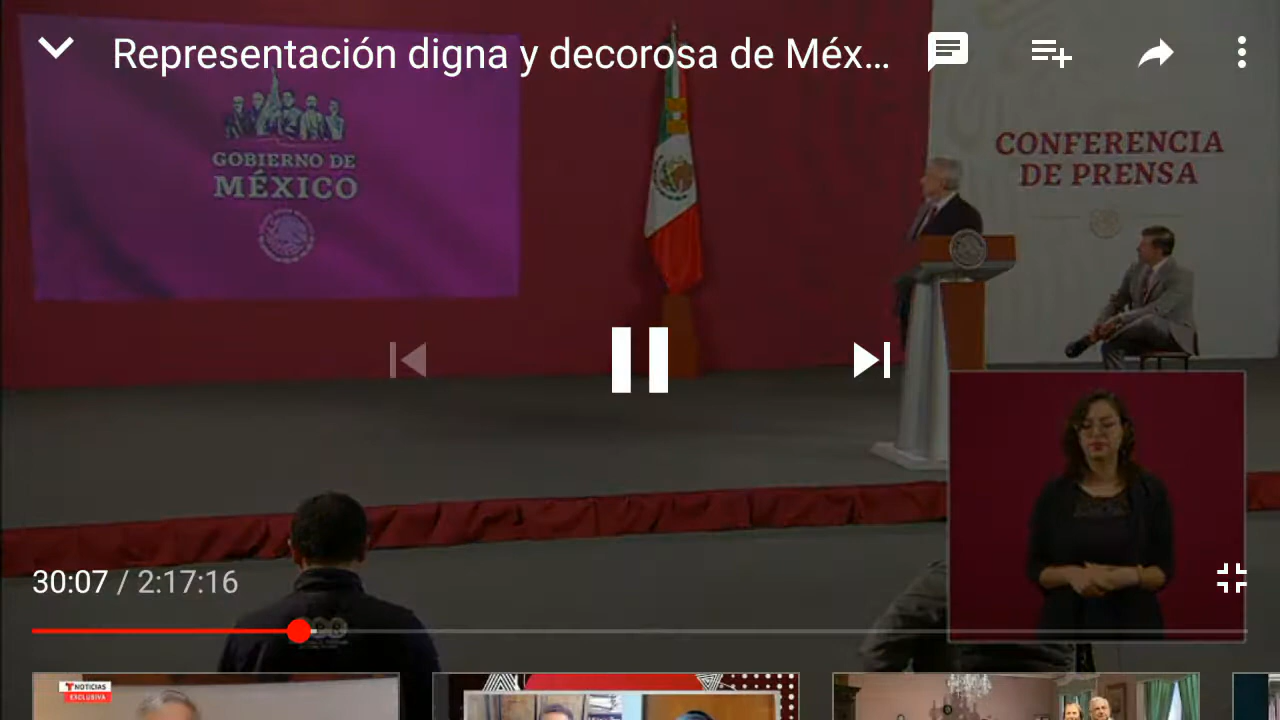 Representación digna y decorosa de Méx...
GOBIERNO DE
MÉXICO
CONFERENCIA
DE PRENSA
30:07 / 2:17:16
NOTICIAS
EXCLUSIVA